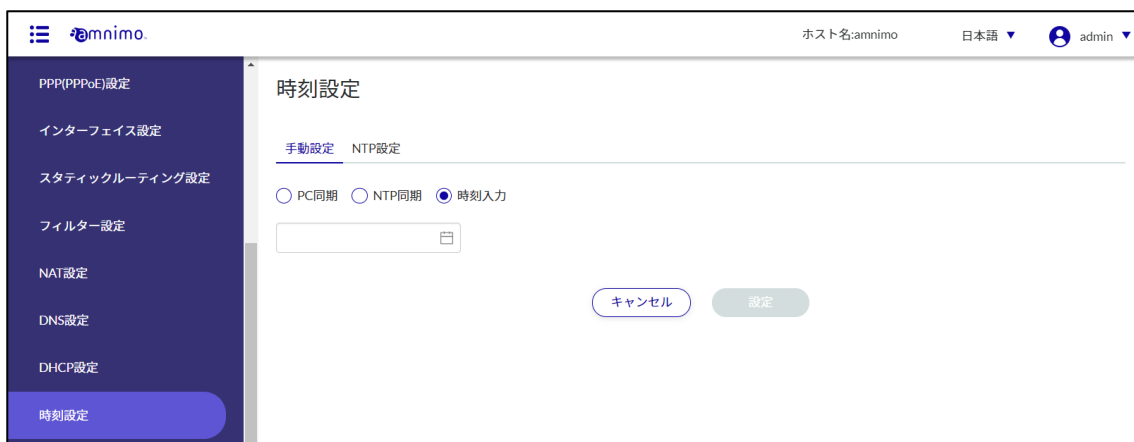 amnimo.
ホスト名:amnimo
日本語 ▼
admin ▼
PPP(PPPoE)設定
インターフェイス設定
スタティックルーティング設定
フィルター設定
NAT設定
DNS設定
DHCP設定
時刻設定
時刻設定
手動設定 NTP設定
PC同期 NTP同期 時刻入力
キャンセル 設定